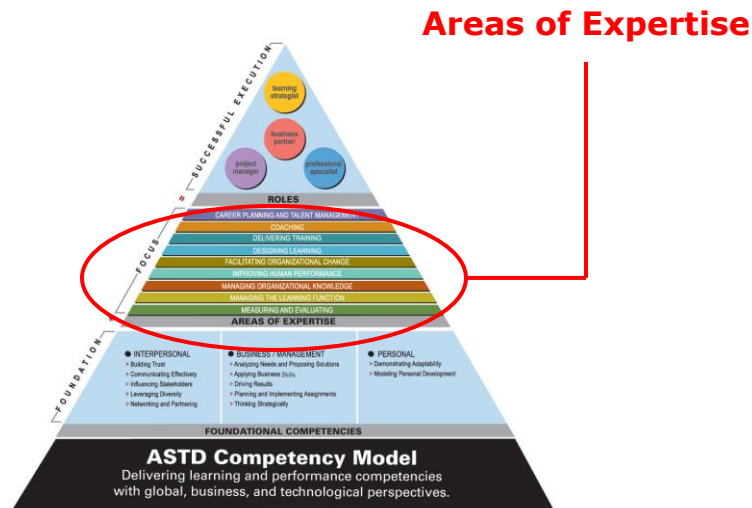 Areas of Expertise
SUCCESSFUL EXECUTION
learning
strategist
business
partner
project
manager
professional
specialist
=
ROLES
FOCUS
CAREER PLANNING AND TALENT MANAGEMENT
COACHING
DELIVERING TRAINING
DESIGNING LEARNING
FACILITATING ORGANIZATIONAL CHANGE
IMPROVING HUMAN PERFORMANCE
MANAGING ORGANIZATIONAL KNOWLEDGE
MANAGING THE LEARNING FUNCTION
MEASURING AND EVALUATING
+
AREAS OF EXPERTISE
FOUNDATION
● INTERPERSONAL
> Building Trust
> Communicating Effectively
> Influencing Stakeholders
> Leveraging Diversity
> Networking and Partnering
● BUSINESS / MANAGEMENT
> Analyzing Needs and Proposing Solutions
> Applying Business Skills
> Driving Results
> Planning and Implementing Assignments
> Thinking Strategically
● PERSONAL
> Demonstrating Adaptability
> Modeling Personal Development
FOUNDATIONAL COMPETENCIES
ASTD Competency Model
Delivering learning and performance competencies
with global, business, and technological perspectives.